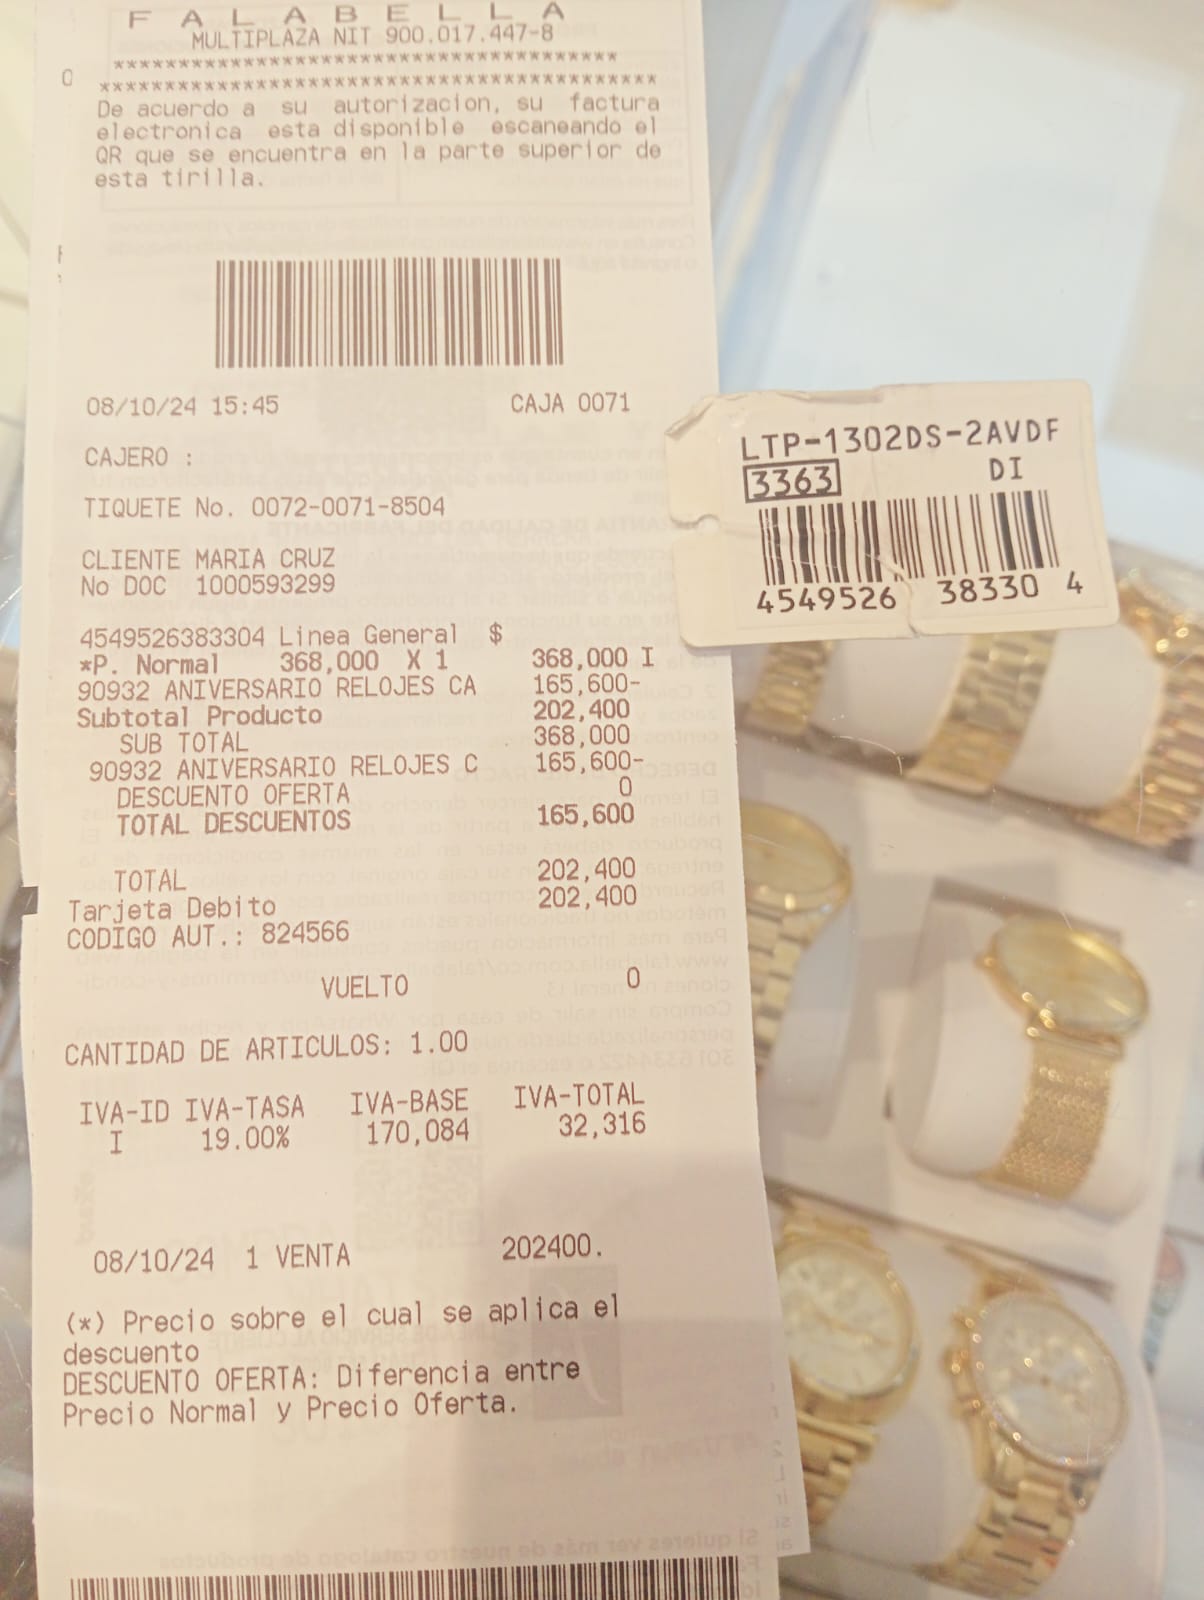 FALABELLA
MULTIPLAZA NIT 900.017.447-8
***************************************
*******************************************
De acuerdo a su autorizacion, su factura
electronica esta disponible escaneando el
QR que se encuentra en la parte superior de
esta tirilla.
08/10/24 15:45 CAJA 0071
CAJERO :
TIQUETE No. 0072-0071-8504
CLIENTE MARIA CRUZ
No DOC 1000593299
4549526383304 Linea General $
*P. Normal 368,000 X 1 368,000 I
90932 ANIVERSARIO RELOJES CA 165,600-
Subtotal Producto 202,400
SUB TOTAL 368,000
90932 ANIVERSARIO RELOJES C 165,600-
DESCUENTO OFERTA 0
TOTAL DESCUENTOS 165,600
TOTAL 202,400
Tarjeta Debito 202,400
CODIGO AUT.: 824566
VUELTO 0
CANTIDAD DE ARTICULOS: 1.00
IVA-ID IVA-TASA IVA-BASE IVA-TOTAL
I 19.00% 170,084 32,316
08/10/24 1 VENTA 202400.
(*) Precio sobre el cual se aplica el
descuento
DESCUENTO OFERTA: Diferencia entre
Precio Normal y Precio Oferta.
LTP-1302DS-2AVDF
3363 DI
4549526 38330 4